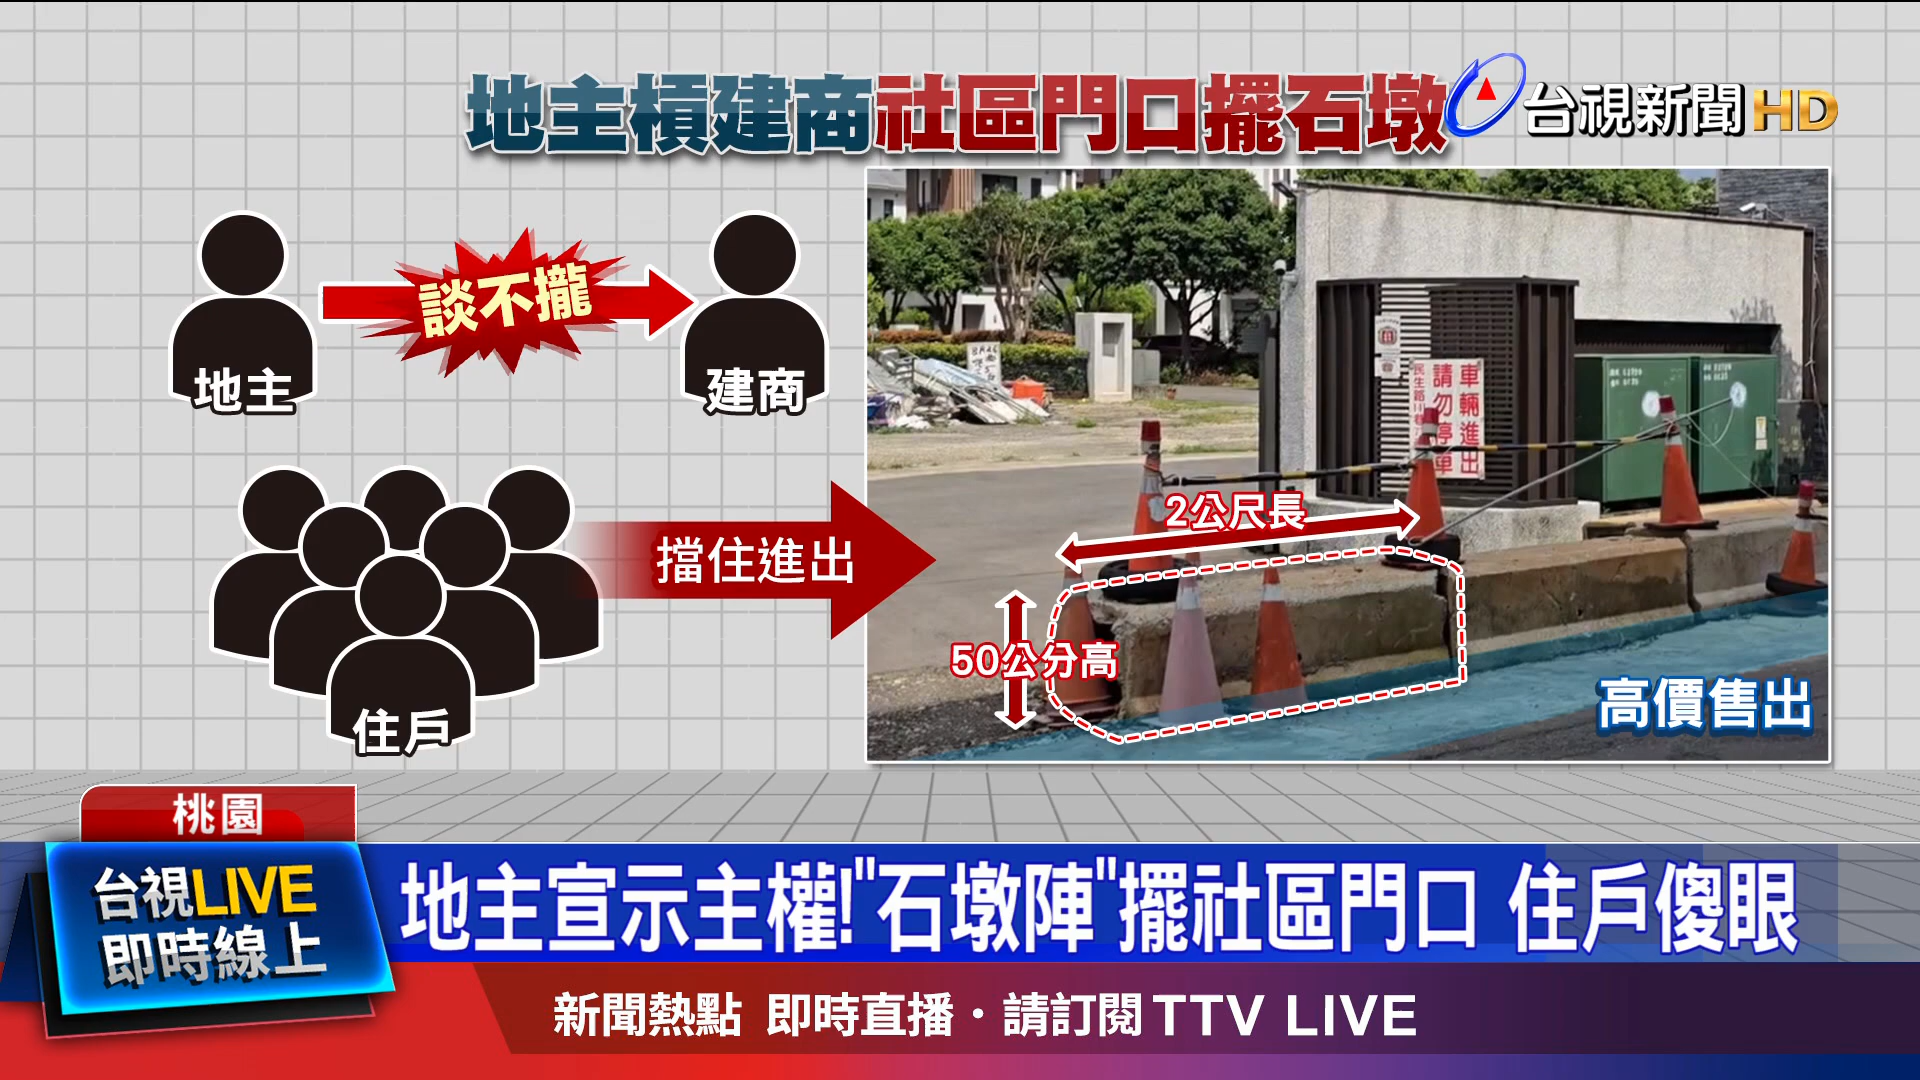 地主槓建商社區門口擺石墩
台視新聞HD
談不攏
地主
建商
車輛進出
請勿停車
2公尺長
擋住進出
50公分高
高價售出
住戶
桃園
台視LIVE
即時線上
地主宣示主權!"石墩陣"擺社區門口 住戶傻眼
新聞熱點 即時直播・請訂閱TTV LIVE